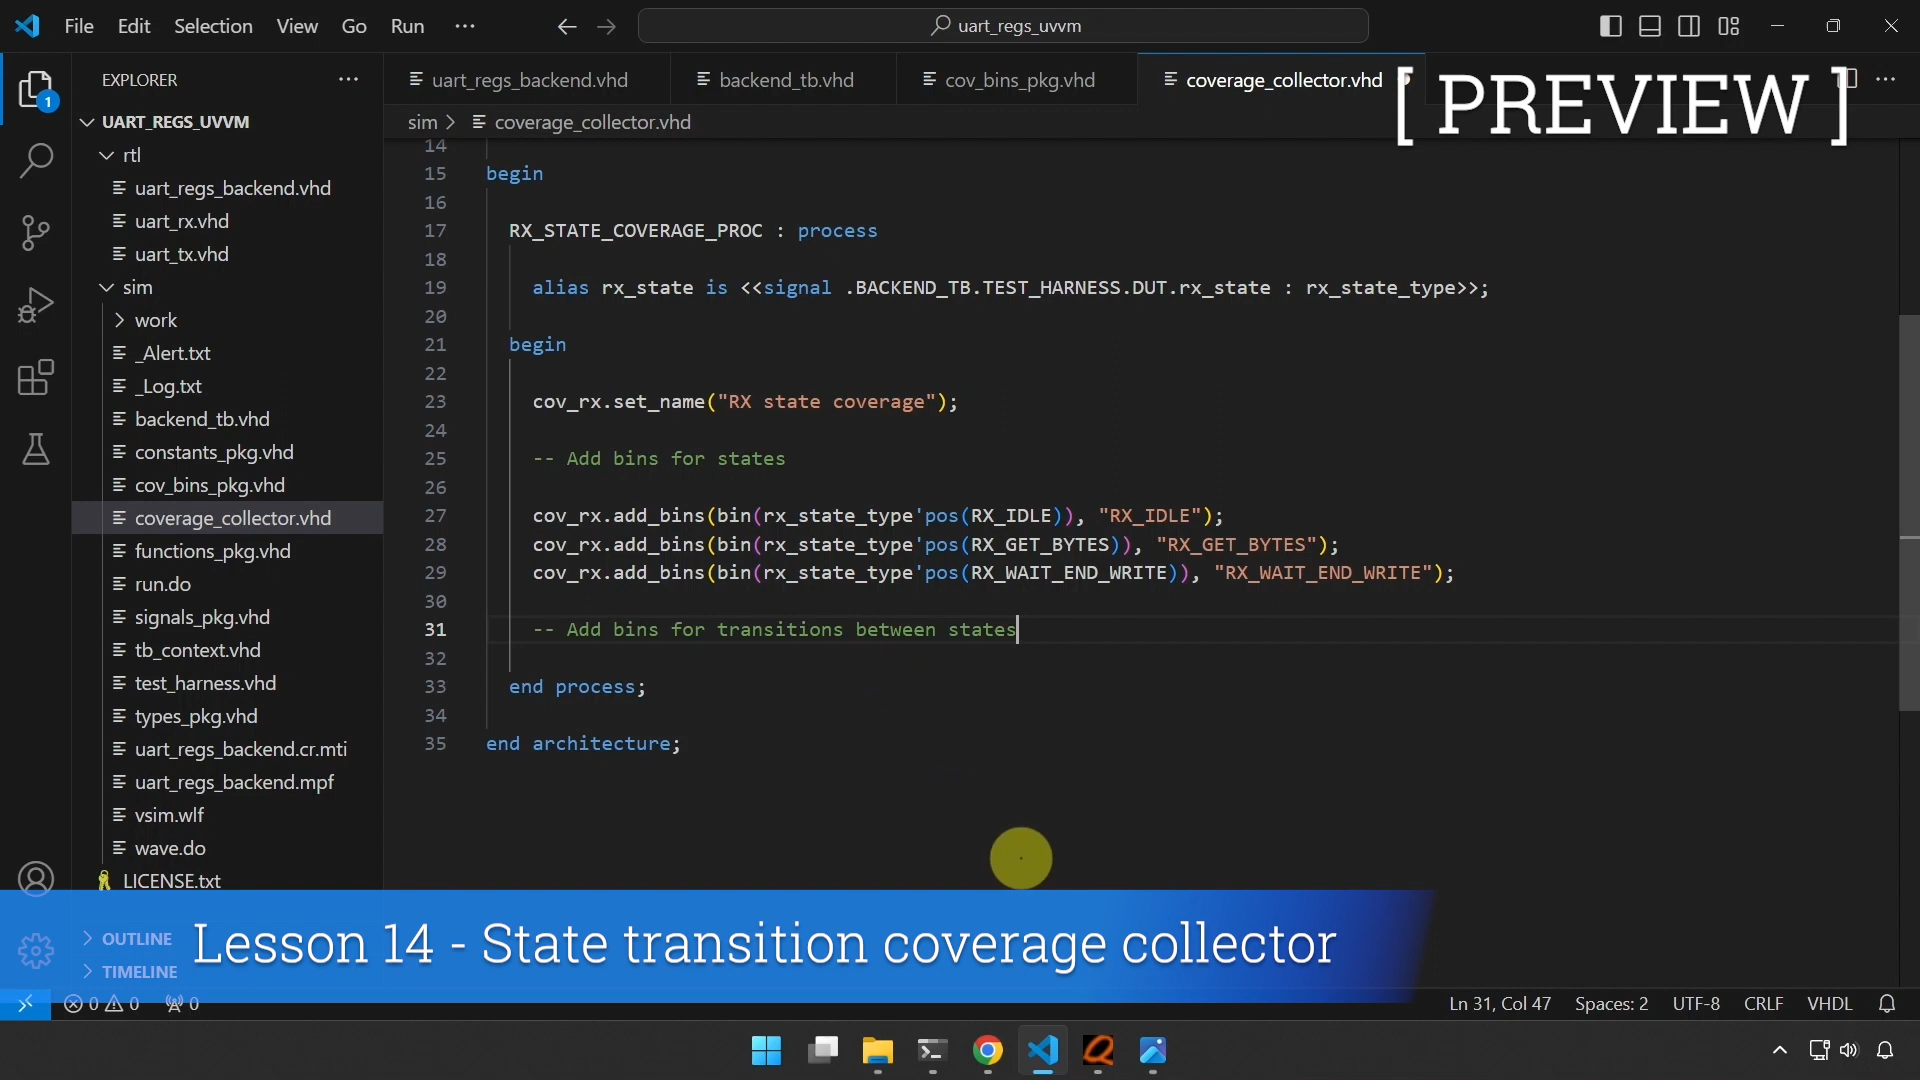 File Edit Selection View Go Run ···
uart_regs_uvvm
EXPLORER
1
UART_REGS_UVVM
rtl
uart_regs_backend.vhd
uart_rx.vhd
uart_tx.vhd
sim
work
_Alert.txt
_Log.txt
backend_tb.vhd
constants_pkg.vhd
cov_bins_pkg.vhd
coverage_collector.vhd
functions_pkg.vhd
run.do
signals_pkg.vhd
tb_context.vhd
test_harness.vhd
types_pkg.vhd
uart_regs_backend.cr.mti
uart_regs_backend.mpf
vsim.wlf
wave.do
LICENSE.txt
OUTLINE
TIMELINE
uart_regs_backend.vhd backend_tb.vhd cov_bins_pkg.vhd coverage_collector.vhd
[ PREVIEW ]
sim > coverage_collector.vhd
14
15 begin
16
17 RX_STATE_COVERAGE_PROC : process
18
19 alias rx_state is <<signal .BACKEND_TB.TEST_HARNESS.DUT.rx_state : rx_state_type>>;
20
21 begin
22
23 cov_rx.set_name("RX state coverage");
24
25 -- Add bins for states
26
27 cov_rx.add_bins(bin(rx_state_type'pos(RX_IDLE)), "RX_IDLE");
28 cov_rx.add_bins(bin(rx_state_type'pos(RX_GET_BYTES)), "RX_GET_BYTES");
29 cov_rx.add_bins(bin(rx_state_type'pos(RX_WAIT_END_WRITE)), "RX_WAIT_END_WRITE");
30
31 -- Add bins for transitions between states
32
33 end process;
34
35 end architecture;
Lesson 14 - State transition coverage collector
0 0 0 Ln 31, Col 47 Spaces: 2 UTF-8 CRLF VHDL